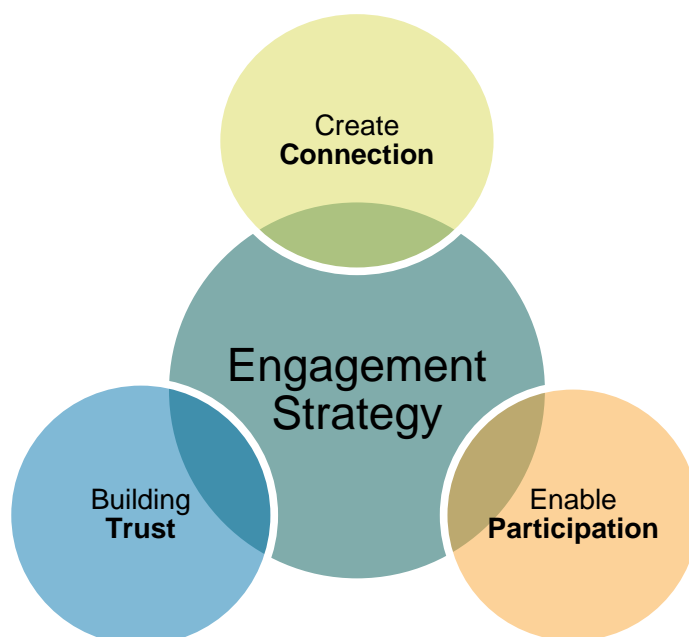 Create
Connection
Engagement
Strategy
Building
Trust
Enable
Participation